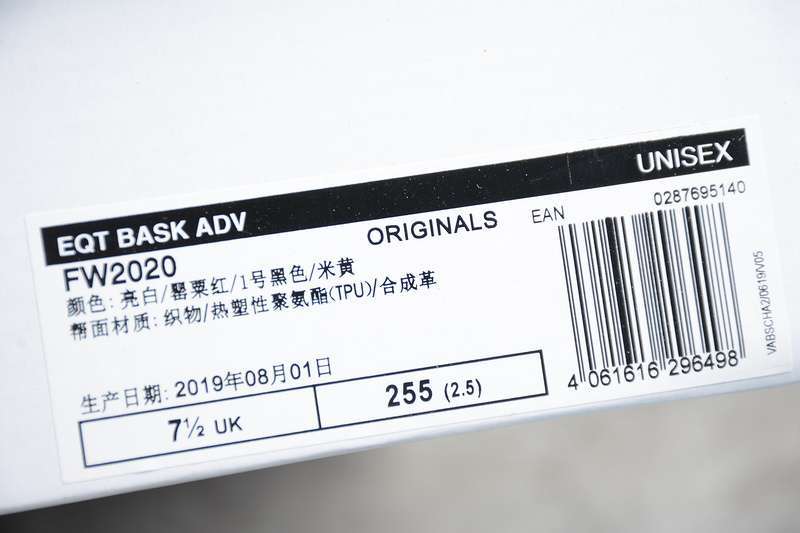 EQT BASK ADV
UNISEX
FW2020
ORIGINALS
EAN
0287695140
颜色: 亮白/罂粟红/1号黑色/米黄
帮面材质: 织物/热塑性聚氨酯(TPU)/合成革
生产日期: 2019年08月01日
7½ UK
255 (2.5)
4 061616 296498
VABSCHA2/0619/V05